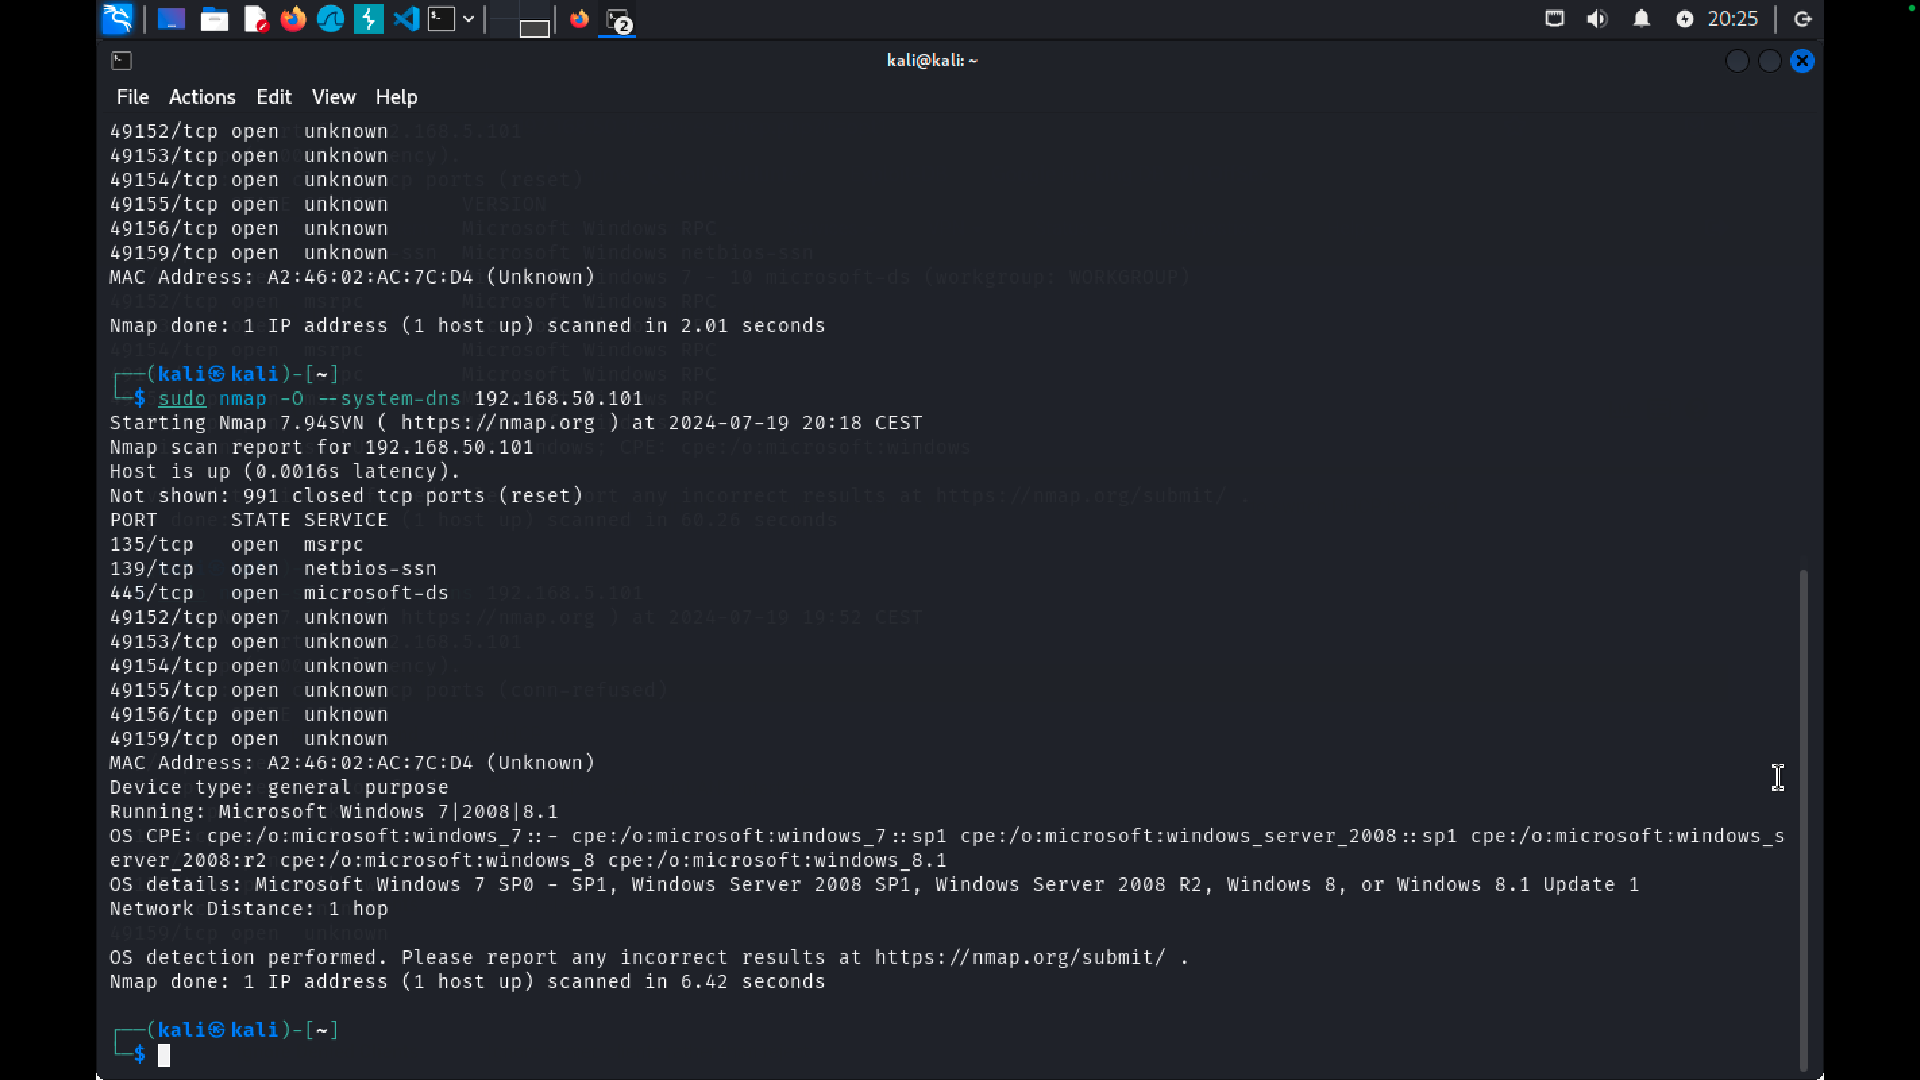 2
20:25
kali@kali: ~
File Actions Edit View Help
49152/tcp open  unknown
49153/tcp open  unknown
49154/tcp open  unknown
49155/tcp open  unknown
49156/tcp open  unknown
49159/tcp open  unknown
MAC Address: A2:46:02:AC:7C:D4 (Unknown)
Nmap done: 1 IP address (1 host up) scanned in 2.01 seconds
┌──(kali㉿kali)-[~]
└─$ sudo nmap -O --system-dns 192.168.50.101
Starting Nmap 7.94SVN ( https://nmap.org ) at 2024-07-19 20:18 CEST
Nmap scan report for 192.168.50.101
Host is up (0.0016s latency).
Not shown: 991 closed tcp ports (reset)
PORT      STATE SERVICE
135/tcp   open  msrpc
139/tcp   open  netbios-ssn
445/tcp   open  microsoft-ds
49152/tcp open  unknown
49153/tcp open  unknown
49154/tcp open  unknown
49155/tcp open  unknown
49156/tcp open  unknown
49159/tcp open  unknown
MAC Address: A2:46:02:AC:7C:D4 (Unknown)
Device type: general purpose
Running: Microsoft Windows 7|2008|8.1
OS CPE: cpe:/o:microsoft:windows_7::- cpe:/o:microsoft:windows_7::sp1 cpe:/o:microsoft:windows_server_2008::sp1 cpe:/o:microsoft:windows_s
erver_2008:r2 cpe:/o:microsoft:windows_8 cpe:/o:microsoft:windows_8.1
OS details: Microsoft Windows 7 SP0 - SP1, Windows Server 2008 SP1, Windows Server 2008 R2, Windows 8, or Windows 8.1 Update 1
Network Distance: 1 hop
OS detection performed. Please report any incorrect results at https://nmap.org/submit/ .
Nmap done: 1 IP address (1 host up) scanned in 6.42 seconds
┌──(kali㉿kali)-[~]
└─$